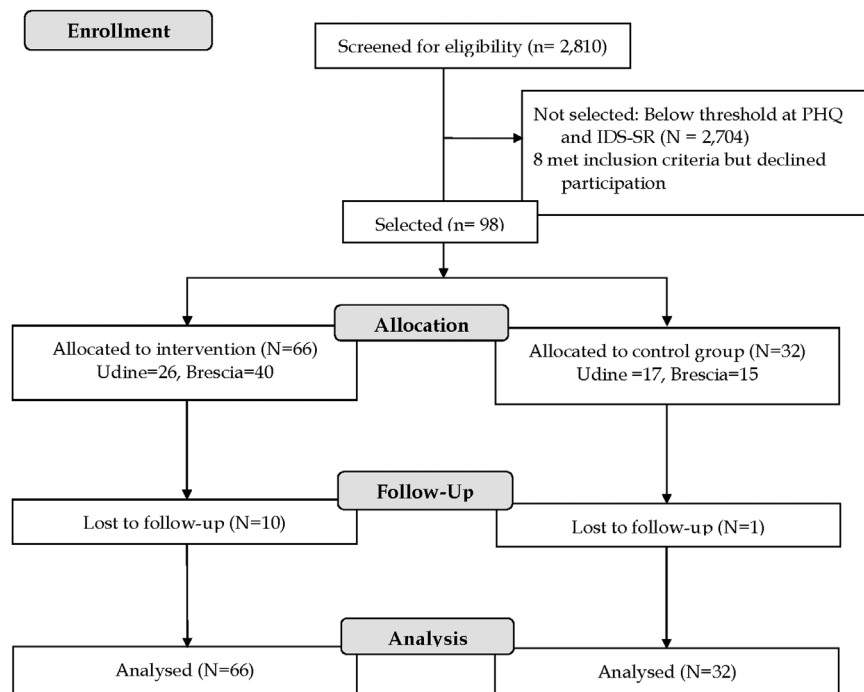 Enrollment
Screened for eligibility (n= 2,810)
Not selected: Below threshold at PHQ
and IDS-SR (N = 2,704)
8 met inclusion criteria but declined
participation
Selected (n= 98)
Allocation
Allocated to intervention (N=66)
Udine=26, Brescia=40
Allocated to control group (N=32)
Udine =17, Brescia=15
Follow-Up
Lost to follow-up (N=10)
Lost to follow-up (N=1)
Analysis
Analysed (N=66)
Analysed (N=32)